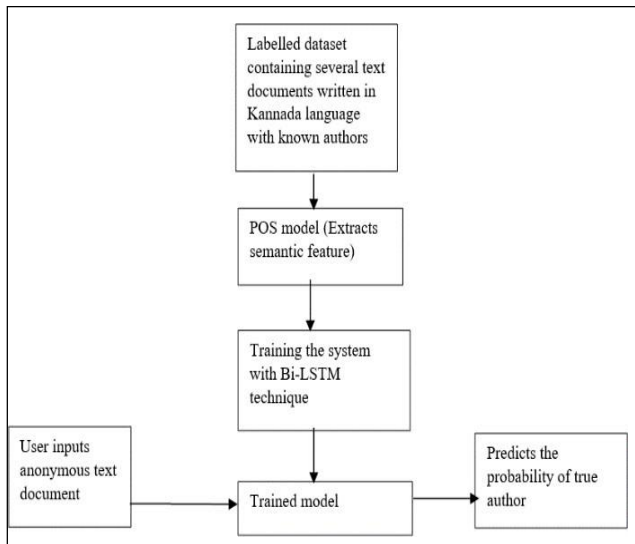 Labelled dataset
containing several text
documents written in
Kannada language
with known authors
POS model (Extracts
semantic feature)
Training the system
with Bi-LSTM
technique
User inputs
anonymous text
document
Trained model
Predicts the
probability of true
author